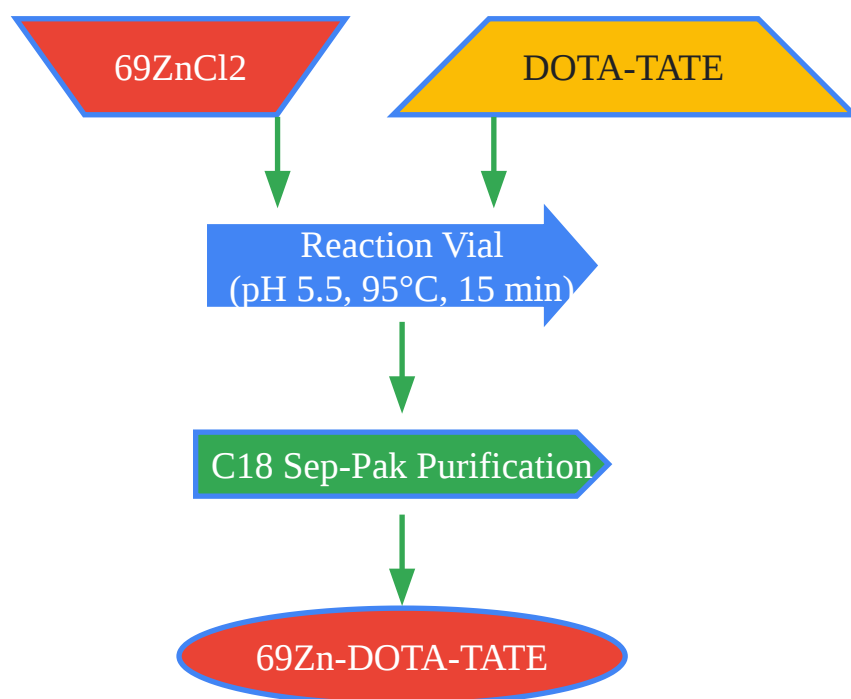 69ZnCl2
DOTA-TATE
Reaction Vial
(pH 5.5, 95°C, 15 min)
C18 Sep-Pak Purification
69Zn-DOTA-TATE